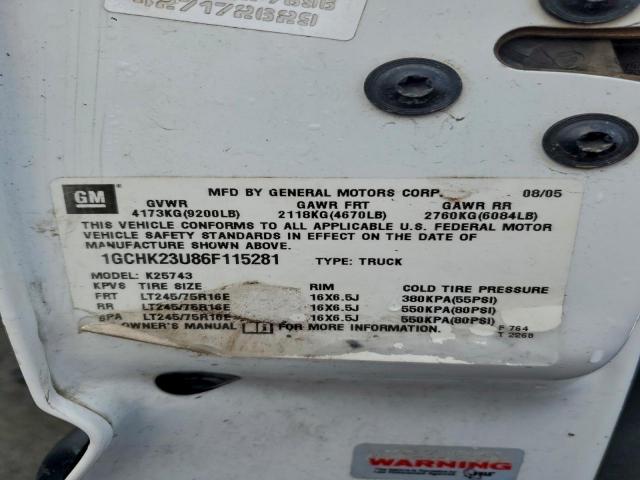 GM
MFD BY GENERAL MOTORS CORP. 08/05
GVWR GAWR FRT GAWR RR
4173KG(9200LB) 2118KG(4670LB) 2760KG(6084LB)
THIS VEHICLE CONFORMS TO ALL APPLICABLE U.S. FEDERAL MOTOR
VEHICLE SAFETY STANDARDS IN EFFECT ON THE DATE OF
MANUFACTURE SHOWN ABOVE.
1GCHK23U86F115281 TYPE: TRUCK
MODEL: K25743
KPVS TIRE SIZE RIM COLD TIRE PRESSURE
FRT LT245/75R16E 16X6.5J 380KPA(55PSI)
RR LT245/75R16E 16X6.5J 550KPA(80PSI)
SPA LT245/75R16E 16X6.5J 550KPA(80PSI)
OWNER'S MANUAL FOR MORE INFORMATION.
F 764
T 2268
WARNING